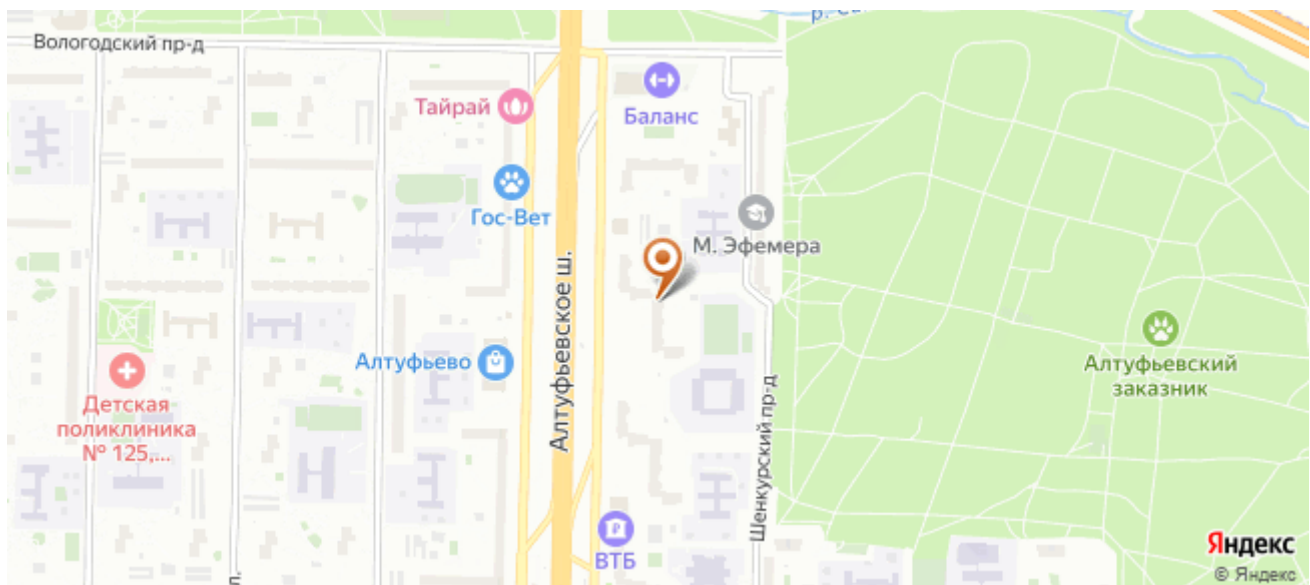 р. Са
Вологодский пр-д
Тайрай
Баланс
Гос-Вет
М. Эфемера
Алтуфьевское ш.
Алтуфьево
Алтуфьевский
заказник
Детская
поликлиника
№ 125,...
Шенкурский пр-д
ВТБ
Яндекс
© Яндекс